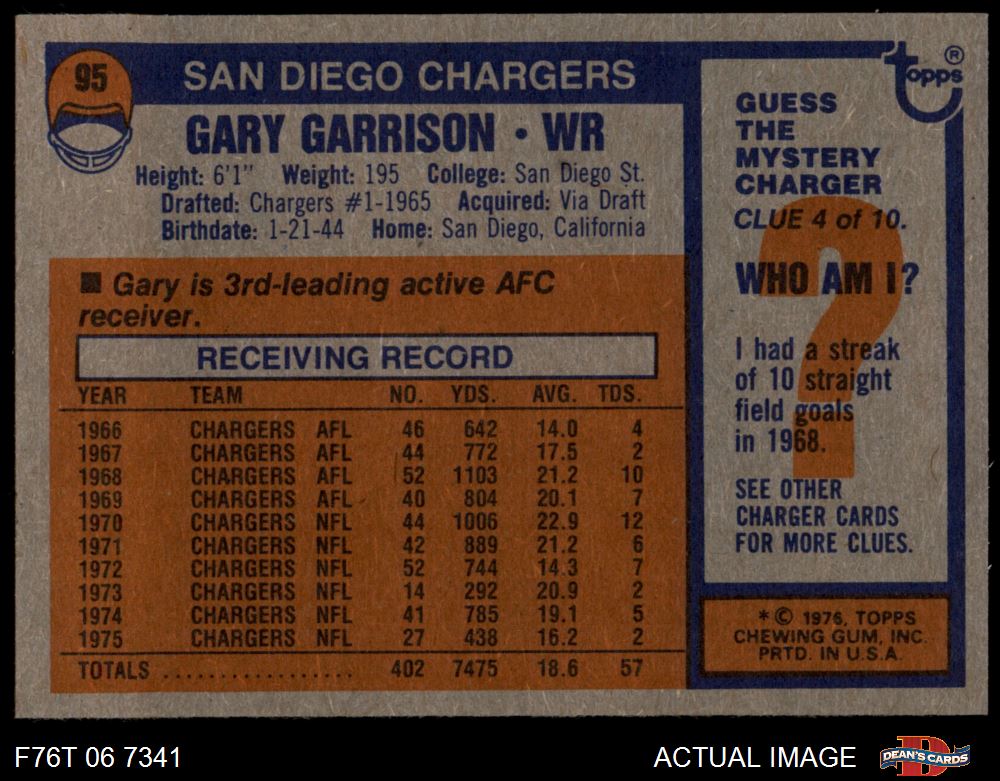 95
SAN DIEGO CHARGERS
GARY GARRISON • WR
Height: 6'1" Weight: 195 College: San Diego St.
Drafted: Chargers #1-1965 Acquired: Via Draft
Birthdate: 1-21-44 Home: San Diego, California
■ Gary is 3rd-leading active AFC
receiver.
RECEIVING RECORD
YEAR TEAM NO. YDS. AVG. TDS.
1966 CHARGERS AFL 46 642 14.0 4
1967 CHARGERS AFL 44 772 17.5 2
1968 CHARGERS AFL 52 1103 21.2 10
1969 CHARGERS AFL 40 804 20.1 7
1970 CHARGERS NFL 44 1006 22.9 12
1971 CHARGERS NFL 42 889 21.2 6
1972 CHARGERS NFL 52 744 14.3 7
1973 CHARGERS NFL 14 292 20.9 2
1974 CHARGERS NFL 41 785 19.1 5
1975 CHARGERS NFL 27 438 16.2 2
TOTALS .................. 402 7475 18.6 57
topps®
GUESS
THE
MYSTERY
CHARGER
CLUE 4 of 10.
?
WHO AM I?
I had a streak
of 10 straight
field goals
in 1968.
SEE OTHER
CHARGER CARDS
FOR MORE CLUES.
* © 1976, TOPPS
CHEWING GUM, INC.
PRTD. IN U.S.A.
F76T 06 7341
ACTUAL IMAGE
D
DEAN'S CARDS